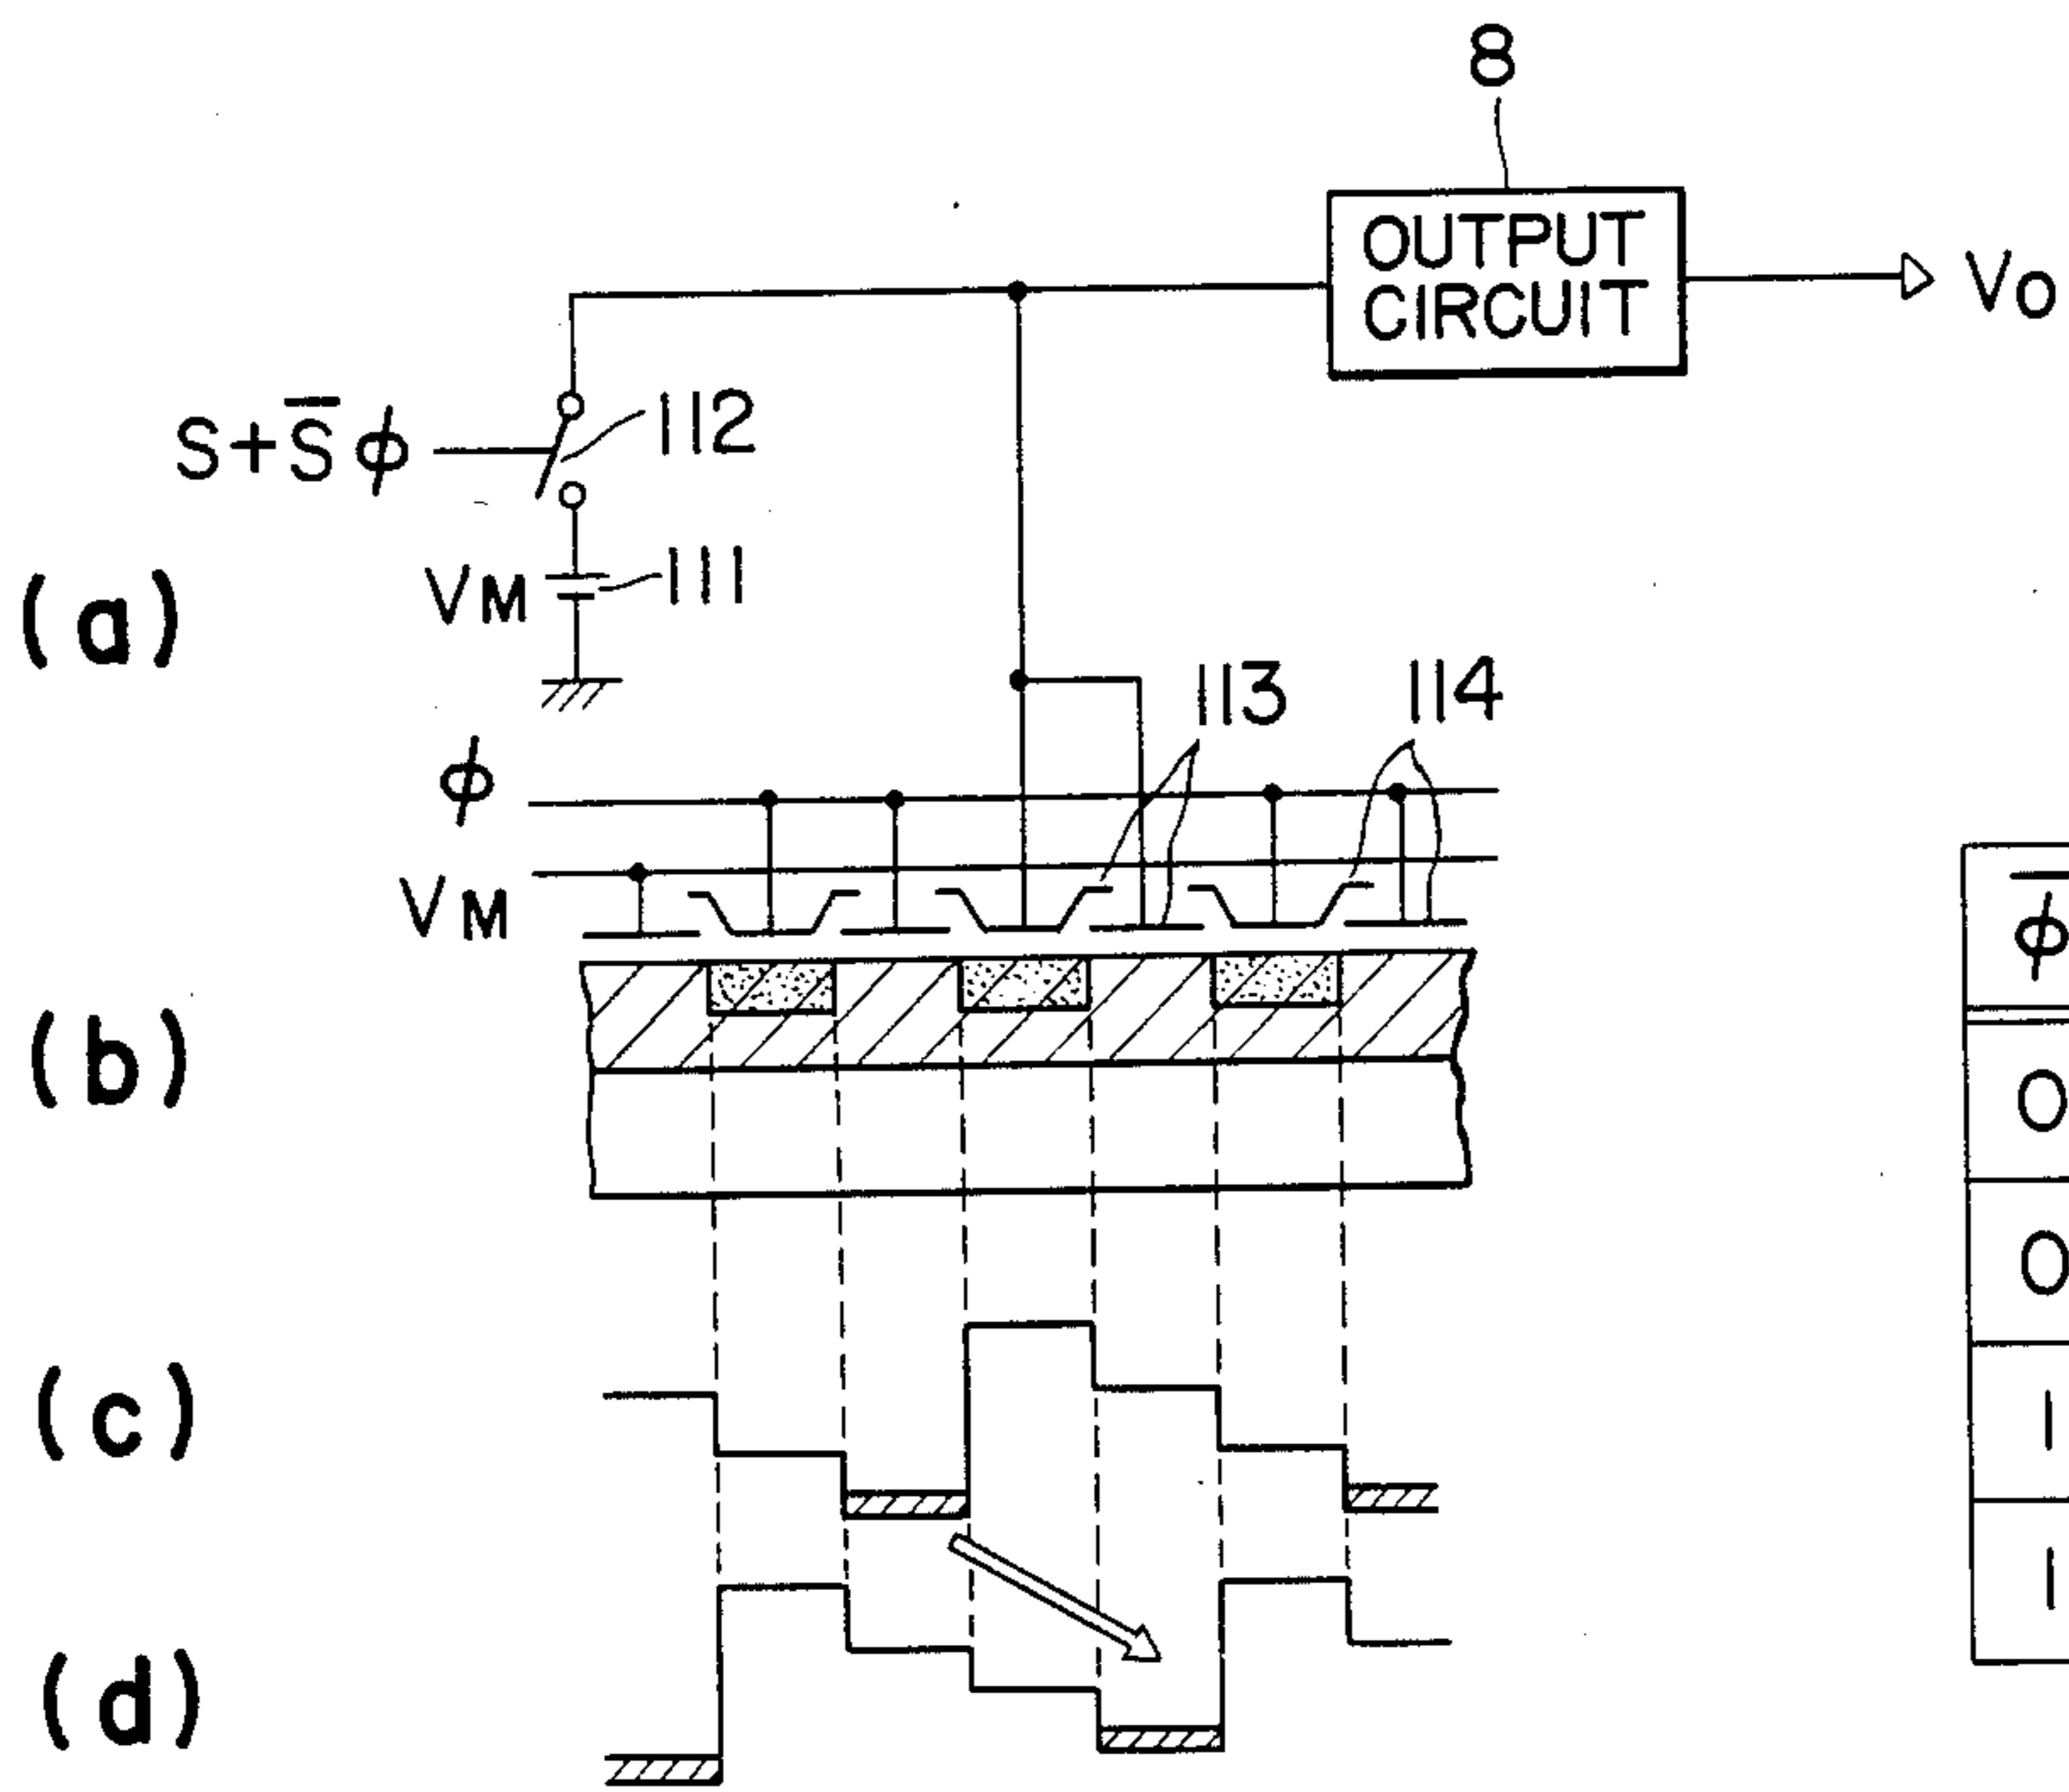 8
OUTPUT
CIRCUIT
Vo
S+S̅ϕ
112
VM
111
(a)
113
114
ϕ
VM
(b)
(c)
(d)
ϕ̅
0
0
1
1